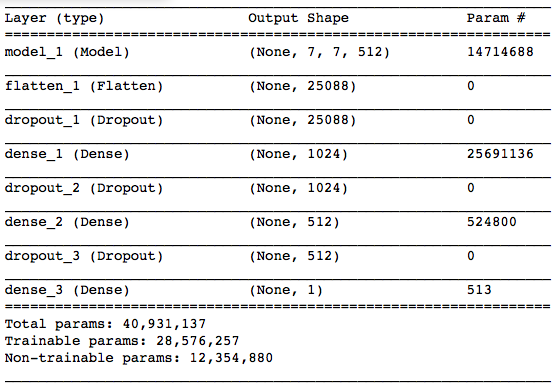 Layer (type) Output Shape Param #
model_1 (Model) (None, 7, 7, 512) 14714688
flatten_1 (Flatten) (None, 25088) 0
dropout_1 (Dropout) (None, 25088) 0
dense_1 (Dense) (None, 1024) 25691136
dropout_2 (Dropout) (None, 1024) 0
dense_2 (Dense) (None, 512) 524800
dropout_3 (Dropout) (None, 512) 0
dense_3 (Dense) (None, 1) 513
Total params: 40,931,137
Trainable params: 28,576,257
Non-trainable params: 12,354,880